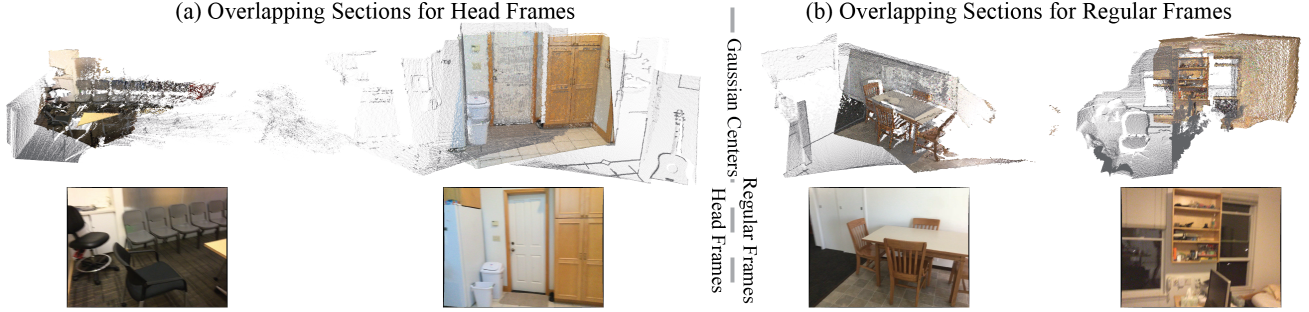 (a) Overlapping Sections for Head Frames
(b) Overlapping Sections for Regular Frames
Gaussian Centers
Regular Frames
Head Frames